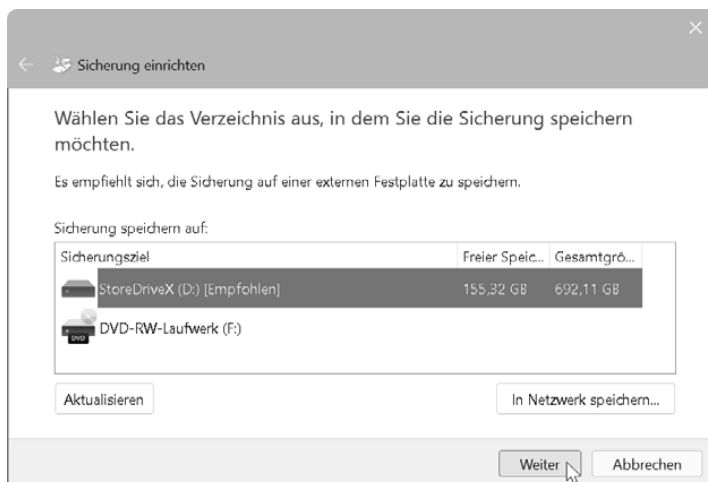 Sicherung einrichten
Wählen Sie das Verzeichnis aus, in dem Sie die Sicherung speichern
möchten.
Es empfiehlt sich, die Sicherung auf einer externen Festplatte zu speichern.
Sicherung speichern auf:
Sicherungsziel Freier Speic... Gesamtgrö...
StoreDriveX (D:) [Empfohlen] 155,32 GB 692,11 GB
DVD-RW-Laufwerk (F:)
DVD
Aktualisieren In Netzwerk speichern...
Weiter Abbrechen